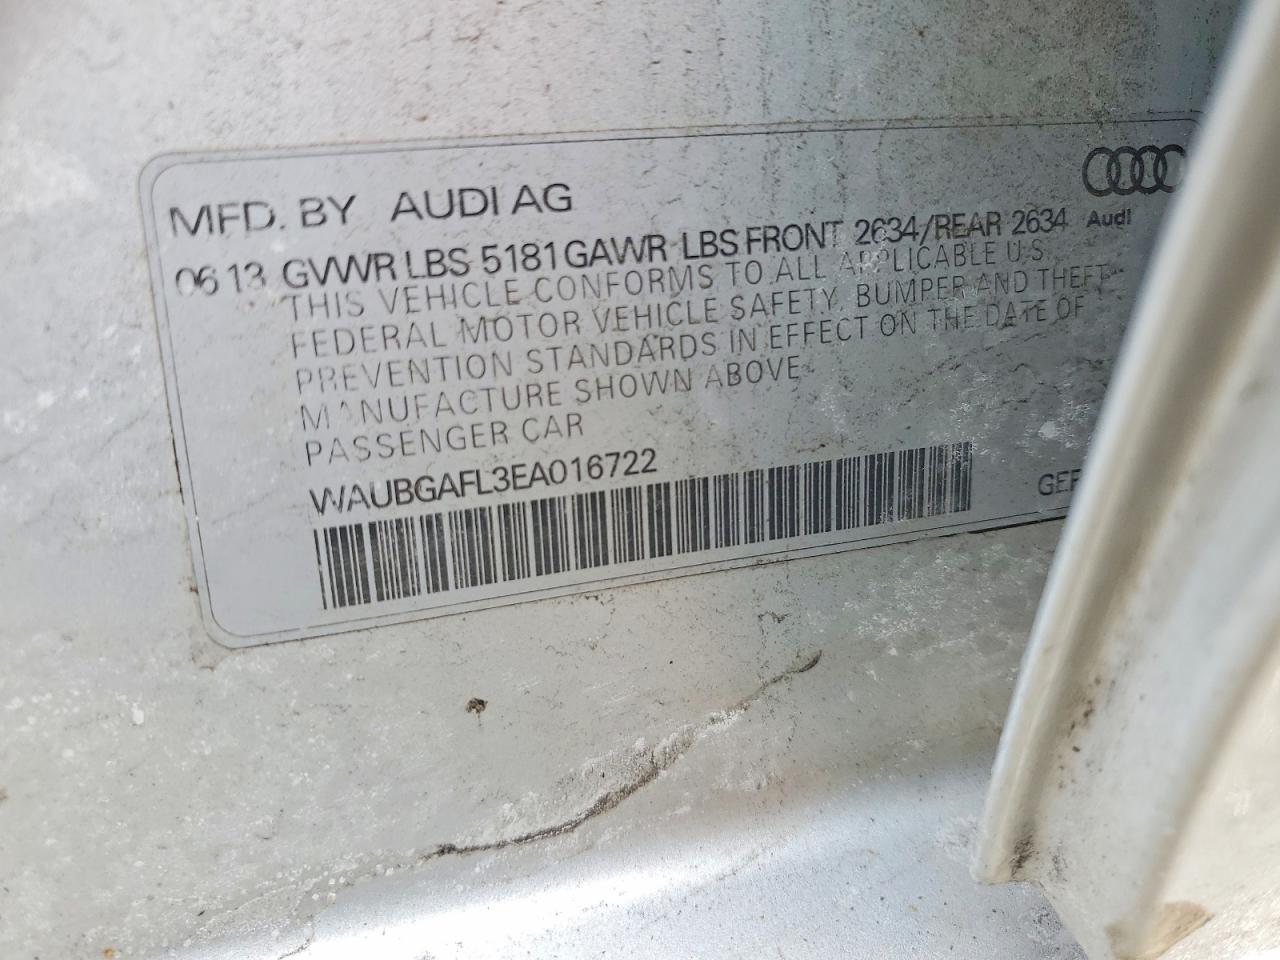 MFD. BY AUDI AG
Audi
06 13 GVWR LBS 5181 GAWR LBS FRONT 2634/REAR 2634
THIS VEHICLE CONFORMS TO ALL APPLICABLE U.S.
FEDERAL MOTOR VEHICLE SAFETY, BUMPER AND THEFT
PREVENTION STANDARDS IN EFFECT ON THE DATE OF
MANUFACTURE SHOWN ABOVE.
PASSENGER CAR
WAUBGAFL3EA016722